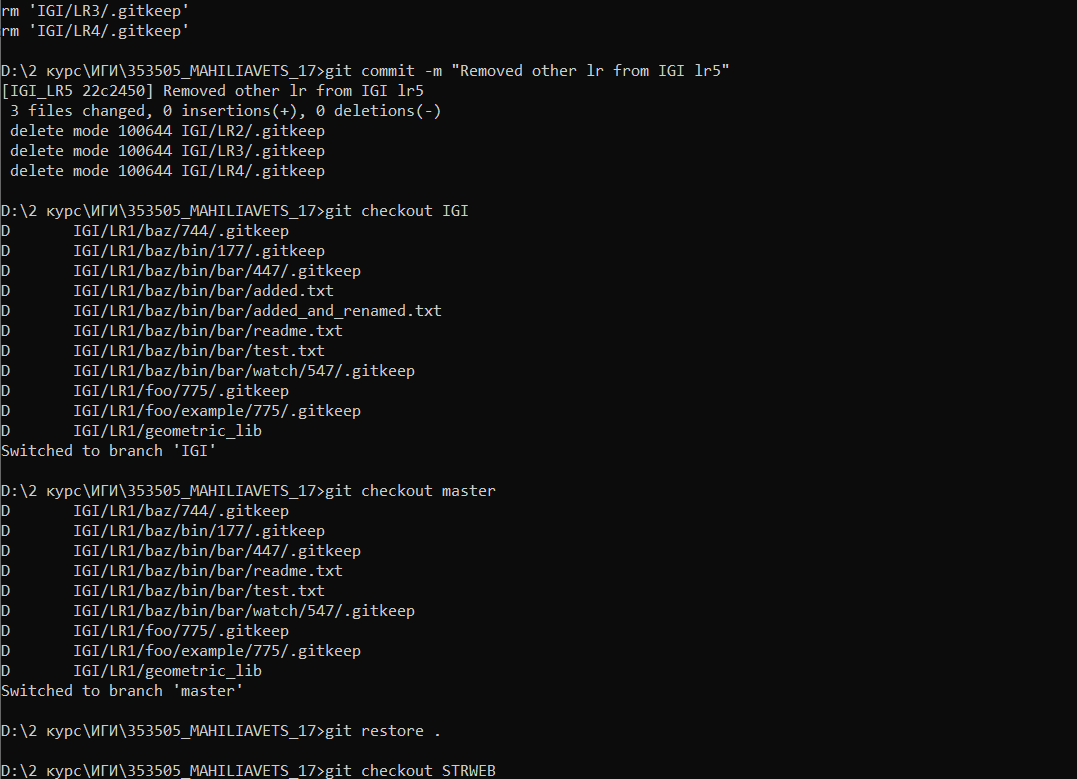 rm 'IGI/LR3/.gitkeep'
rm 'IGI/LR4/.gitkeep'
D:\2 курс\ИГИ\353505_MAHILIAVETS_17>git commit -m "Removed other lr from IGI lr5"
[IGI_LR5 22c2450] Removed other lr from IGI lr5
 3 files changed, 0 insertions(+), 0 deletions(-)
 delete mode 100644 IGI/LR2/.gitkeep
 delete mode 100644 IGI/LR3/.gitkeep
 delete mode 100644 IGI/LR4/.gitkeep
D:\2 курс\ИГИ\353505_MAHILIAVETS_17>git checkout IGI
D       IGI/LR1/baz/744/.gitkeep
D       IGI/LR1/baz/bin/177/.gitkeep
D       IGI/LR1/baz/bin/bar/447/.gitkeep
D       IGI/LR1/baz/bin/bar/added.txt
D       IGI/LR1/baz/bin/bar/added_and_renamed.txt
D       IGI/LR1/baz/bin/bar/readme.txt
D       IGI/LR1/baz/bin/bar/test.txt
D       IGI/LR1/baz/bin/bar/watch/547/.gitkeep
D       IGI/LR1/foo/775/.gitkeep
D       IGI/LR1/foo/example/775/.gitkeep
D       IGI/LR1/geometric_lib
Switched to branch 'IGI'
D:\2 курс\ИГИ\353505_MAHILIAVETS_17>git checkout master
D       IGI/LR1/baz/744/.gitkeep
D       IGI/LR1/baz/bin/177/.gitkeep
D       IGI/LR1/baz/bin/bar/447/.gitkeep
D       IGI/LR1/baz/bin/bar/readme.txt
D       IGI/LR1/baz/bin/bar/test.txt
D       IGI/LR1/baz/bin/bar/watch/547/.gitkeep
D       IGI/LR1/foo/775/.gitkeep
D       IGI/LR1/foo/example/775/.gitkeep
D       IGI/LR1/geometric_lib
Switched to branch 'master'
D:\2 курс\ИГИ\353505_MAHILIAVETS_17>git restore .
D:\2 курс\ИГИ\353505_MAHILIAVETS_17>git checkout STRWEB